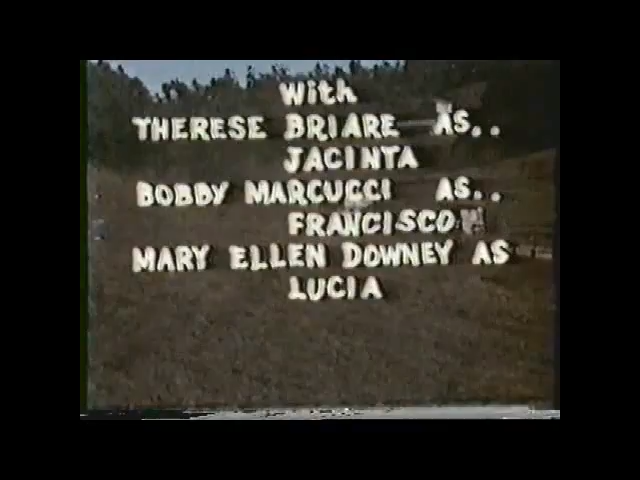 With
THERESE BRIARE AS..
JACINTA
BOBBY MARCUCCI AS..
FRANCISCO
MARY ELLEN DOWNEY AS
LUCIA